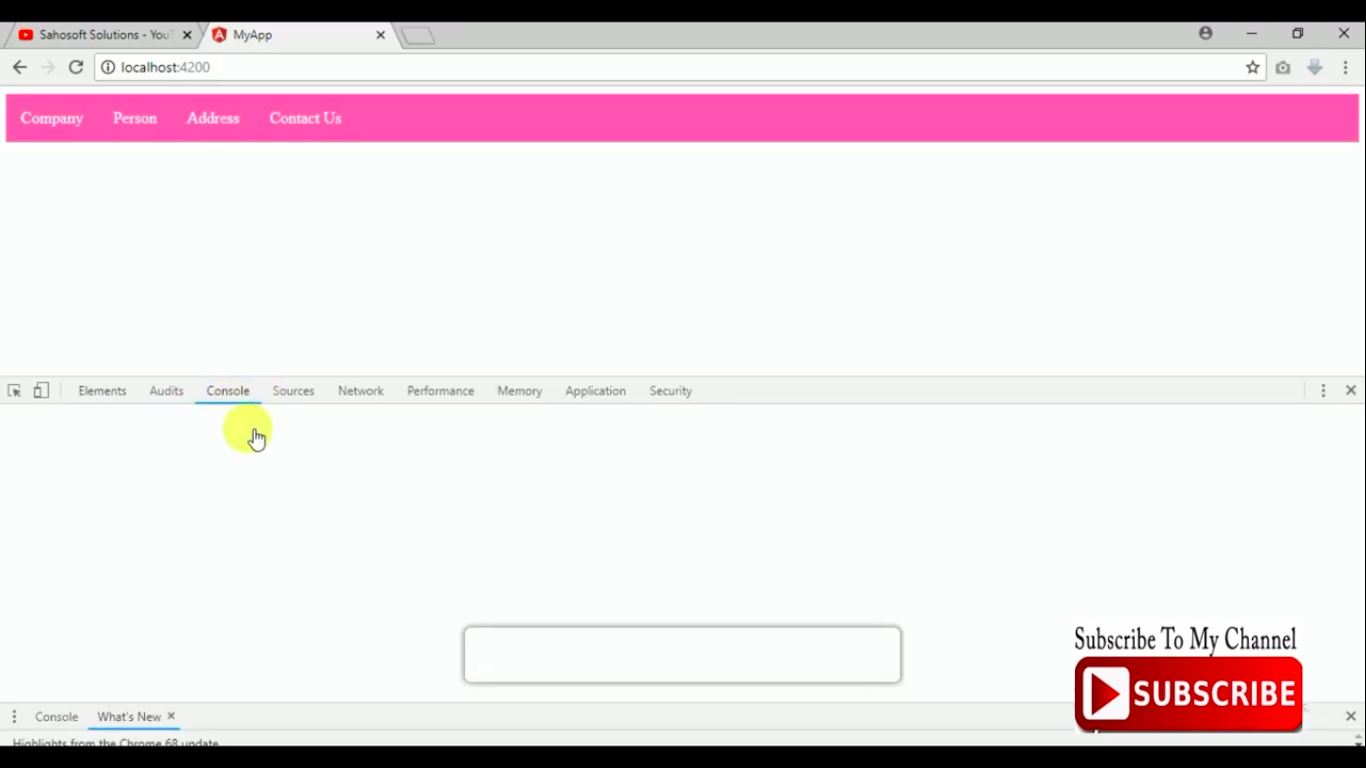 Sahosoft Solutions - YouT
MyApp
localhost:4200
Company Person Address Contact Us
Elements Audits Console Sources Network Performance Memory Application Security
Subscribe To My Channel
SUBSCRIBE
Console What's New
Highlights from the Chrome 68 update